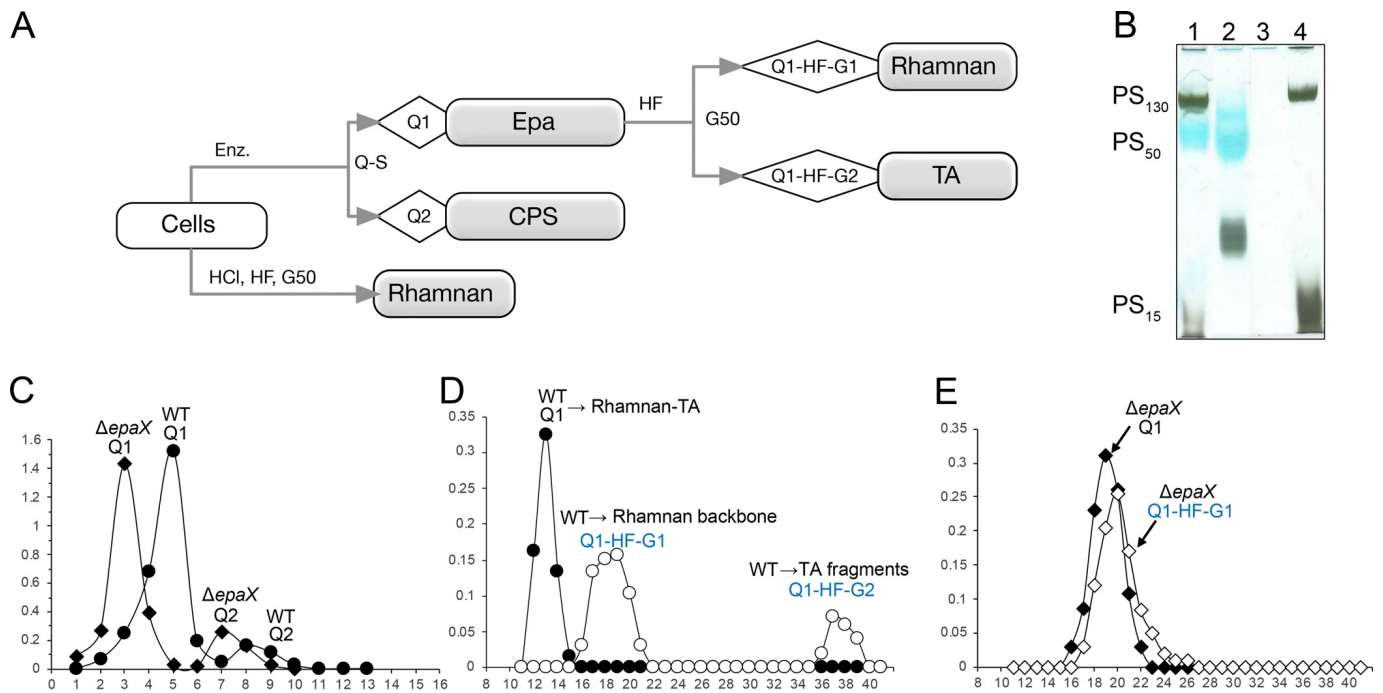 A
Enz.
Q-S
Q1
Epa
HF
G50
Q1-HF-G1
Rhamnan
Q1-HF-G2
TA
Q2
CPS
Cells
HCl, HF, G50
Rhamnan
B
1 2 3 4
PS130
PS50
PS15
C
ΔepaX
Q1
WT
Q1
ΔepaX
Q2
WT
Q2
1.6
1.4
1.2
1.0
0.8
0.6
0.4
0.2
0
0 1 2 3 4 5 6 7 8 9 10 11 12 13 14 15 16
D
WT
Q1 → Rhamnan-TA
WT→ Rhamnan backbone
Q1-HF-G1
WT→TA fragments
Q1-HF-G2
0.35
0.3
0.25
0.2
0.15
0.1
0.05
0
8 10 12 14 16 18 20 22 24 26 28 30 32 34 36 38 40
E
ΔepaX
Q1
ΔepaX
Q1-HF-G1
0.35
0.3
0.25
0.2
0.15
0.1
0.05
0
8 10 12 14 16 18 20 22 24 26 28 30 32 34 36 38 40